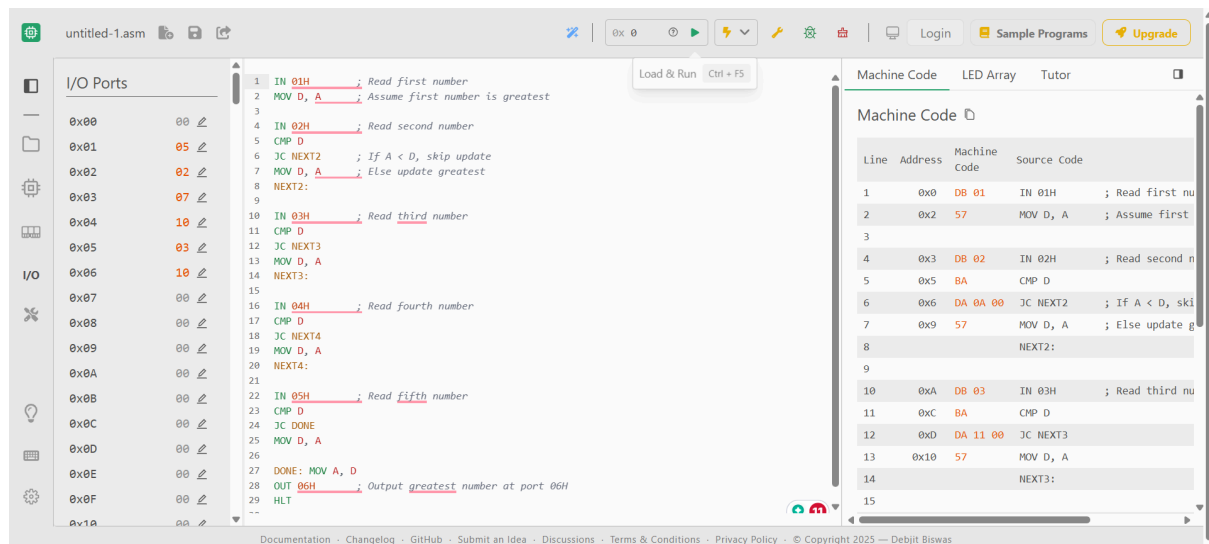 untitled-1.asm
0x 0
Login
Sample Programs
Upgrade
Load & Run Ctrl + F5
I/O Ports
0x00 00
0x01 05
0x02 02
0x03 07
0x04 10
0x05 03
0x06 10
0x07 00
0x08 00
0x09 00
0x0A 00
0x0B 00
0x0C 00
0x0D 00
0x0E 00
0x0F 00
0x10 00
I/O
1 IN 01H ; Read first number
2 MOV D, A ; Assume first number is greatest
3
4 IN 02H ; Read second number
5 CMP D
6 JC NEXT2 ; If A < D, skip update
7 MOV D, A ; Else update greatest
8 NEXT2:
9
10 IN 03H ; Read third number
11 CMP D
12 JC NEXT3
13 MOV D, A
14 NEXT3:
15
16 IN 04H ; Read fourth number
17 CMP D
18 JC NEXT4
19 MOV D, A
20 NEXT4:
21
22 IN 05H ; Read fifth number
23 CMP D
24 JC DONE
25 MOV D, A
26
27 DONE: MOV A, D
28 OUT 06H ; Output greatest number at port 06H
29 HLT
11
Machine Code LED Array Tutor
Machine Code
Line Address Machine Code Source Code
1 0x0 DB 01 IN 01H ; Read first nu
2 0x2 57 MOV D, A ; Assume first
3
4 0x3 DB 02 IN 02H ; Read second n
5 0x5 BA CMP D
6 0x6 DA 0A 00 JC NEXT2 ; If A < D, ski
7 0x9 57 MOV D, A ; Else update g
8 NEXT2:
9
10 0xA DB 03 IN 03H ; Read third nu
11 0xC BA CMP D
12 0xD DA 11 00 JC NEXT3
13 0x10 57 MOV D, A
14 NEXT3:
15
Documentation · Changelog · GitHub · Submit an Idea · Discussions · Terms & Conditions · Privacy Policy · © Copyright 2025 — Debjit Biswas